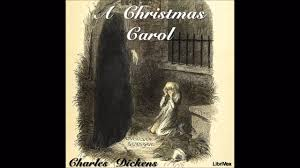 A Christmas
Carol
Charles Dickens
LibriVox